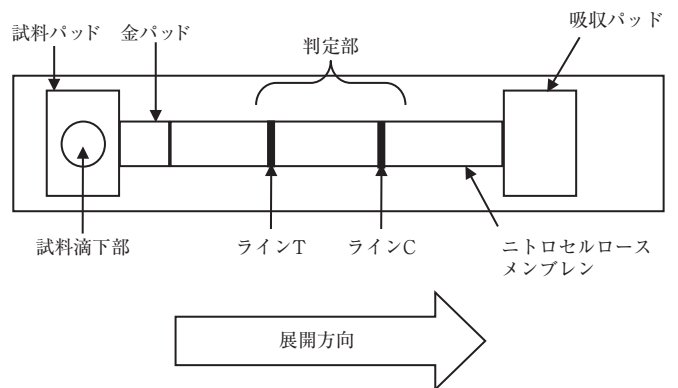 試料パッド
金パッド
判定部
吸収パッド
試料滴下部
ラインT
ラインC
ニトロセルロース
メンブレン
展開方向